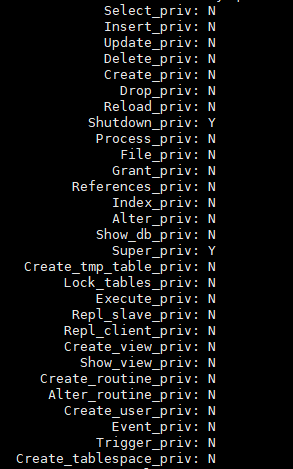 Select_priv: N
Insert_priv: N
Update_priv: N
Delete_priv: N
Create_priv: N
Drop_priv: N
Reload_priv: N
Shutdown_priv: Y
Process_priv: N
File_priv: N
Grant_priv: N
References_priv: N
Index_priv: N
Alter_priv: N
Show_db_priv: N
Super_priv: Y
Create_tmp_table_priv: N
Lock_tables_priv: N
Execute_priv: N
Repl_slave_priv: N
Repl_client_priv: N
Create_view_priv: N
Show_view_priv: N
Create_routine_priv: N
Alter_routine_priv: N
Create_user_priv: N
Event_priv: N
Trigger_priv: N
Create_tablespace_priv: N